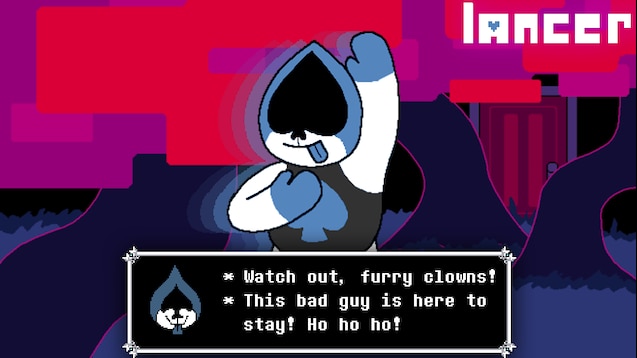 lancer
* Watch out, furry clowns!
* This bad guy is here to
stay! Ho ho ho!